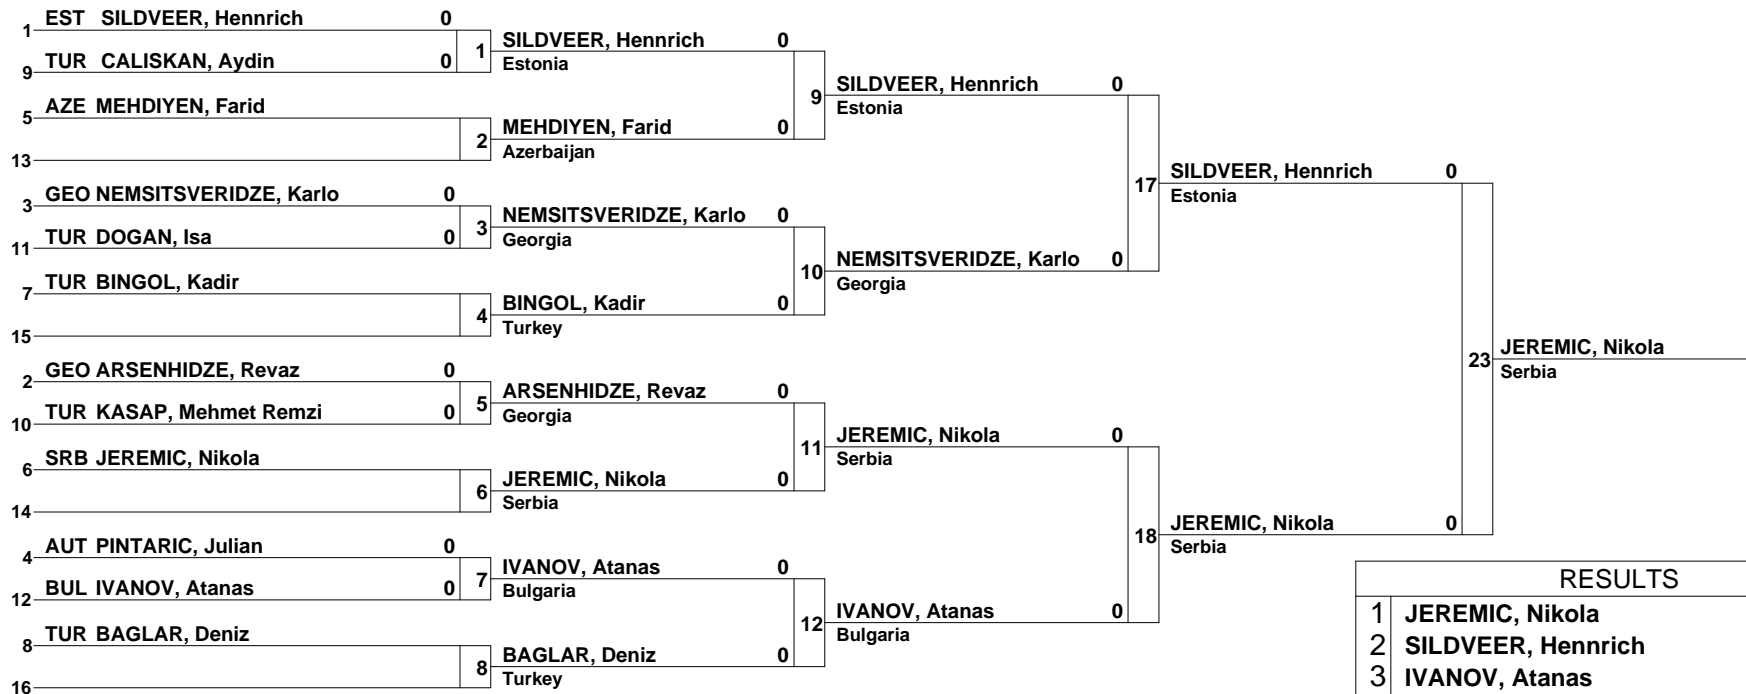 EST SILDVEER, Hennrich 0
1
TUR CALISKAN, Aydin 0
9
1
SILDVEER, Hennrich 0
Estonia
AZE MEHDIYEN, Farid
5
13
2
MEHDIYEN, Farid 0
Azerbaijan
9
SILDVEER, Hennrich 0
Estonia
GEO NEMSITSVERIDZE, Karlo 0
3
TUR DOGAN, Isa 0
11
3
NEMSITSVERIDZE, Karlo 0
Georgia
TUR BINGOL, Kadir
7
15
4
BINGOL, Kadir 0
Turkey
10
NEMSITSVERIDZE, Karlo 0
Georgia
17
SILDVEER, Hennrich 0
Estonia
GEO ARSENHIDZE, Revaz 0
2
TUR KASAP, Mehmet Remzi 0
10
5
ARSENHIDZE, Revaz 0
Georgia
SRB JEREMIC, Nikola
6
14
6
JEREMIC, Nikola 0
Serbia
11
JEREMIC, Nikola 0
Serbia
AUT PINTARIC, Julian 0
4
BUL IVANOV, Atanas 0
12
7
IVANOV, Atanas 0
Bulgaria
TUR BAGLAR, Deniz
8
16
8
BAGLAR, Deniz 0
Turkey
12
IVANOV, Atanas 0
Bulgaria
18
JEREMIC, Nikola 0
Serbia
23
JEREMIC, Nikola
Serbia
RESULTS
1 JEREMIC, Nikola
2 SILDVEER, Hennrich
3 IVANOV, Atanas